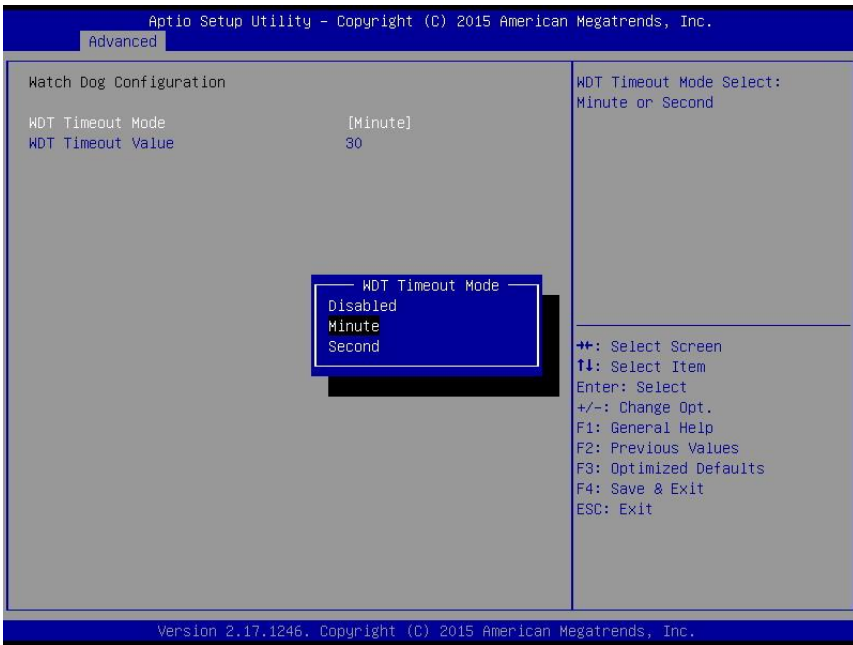 Aptio Setup Utility – Copyright (C) 2015 American Megatrends, Inc.
Advanced
Watch Dog Configuration
WDT Timeout Mode [Minute]
WDT Timeout Value 30
WDT Timeout Mode Select:
Minute or Second
WDT Timeout Mode
Disabled
Minute
Second
→←: Select Screen
↑↓: Select Item
Enter: Select
+/-: Change Opt.
F1: General Help
F2: Previous Values
F3: Optimized Defaults
F4: Save & Exit
ESC: Exit
Version 2.17.1246. Copyright (C) 2015 American Megatrends, Inc.